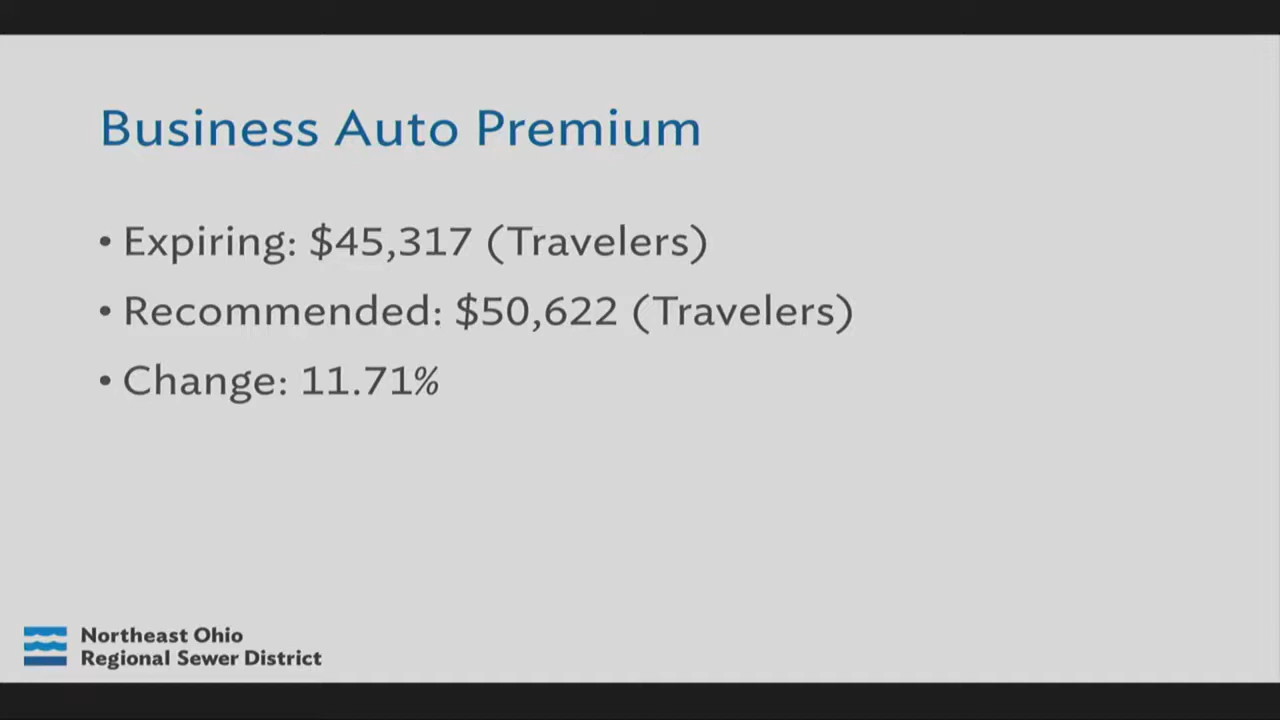 Business Auto Premium
• Expiring: $45,317 (Travelers)
• Recommended: $50,622 (Travelers)
• Change: 11.71%
Northeast Ohio
Regional Sewer District